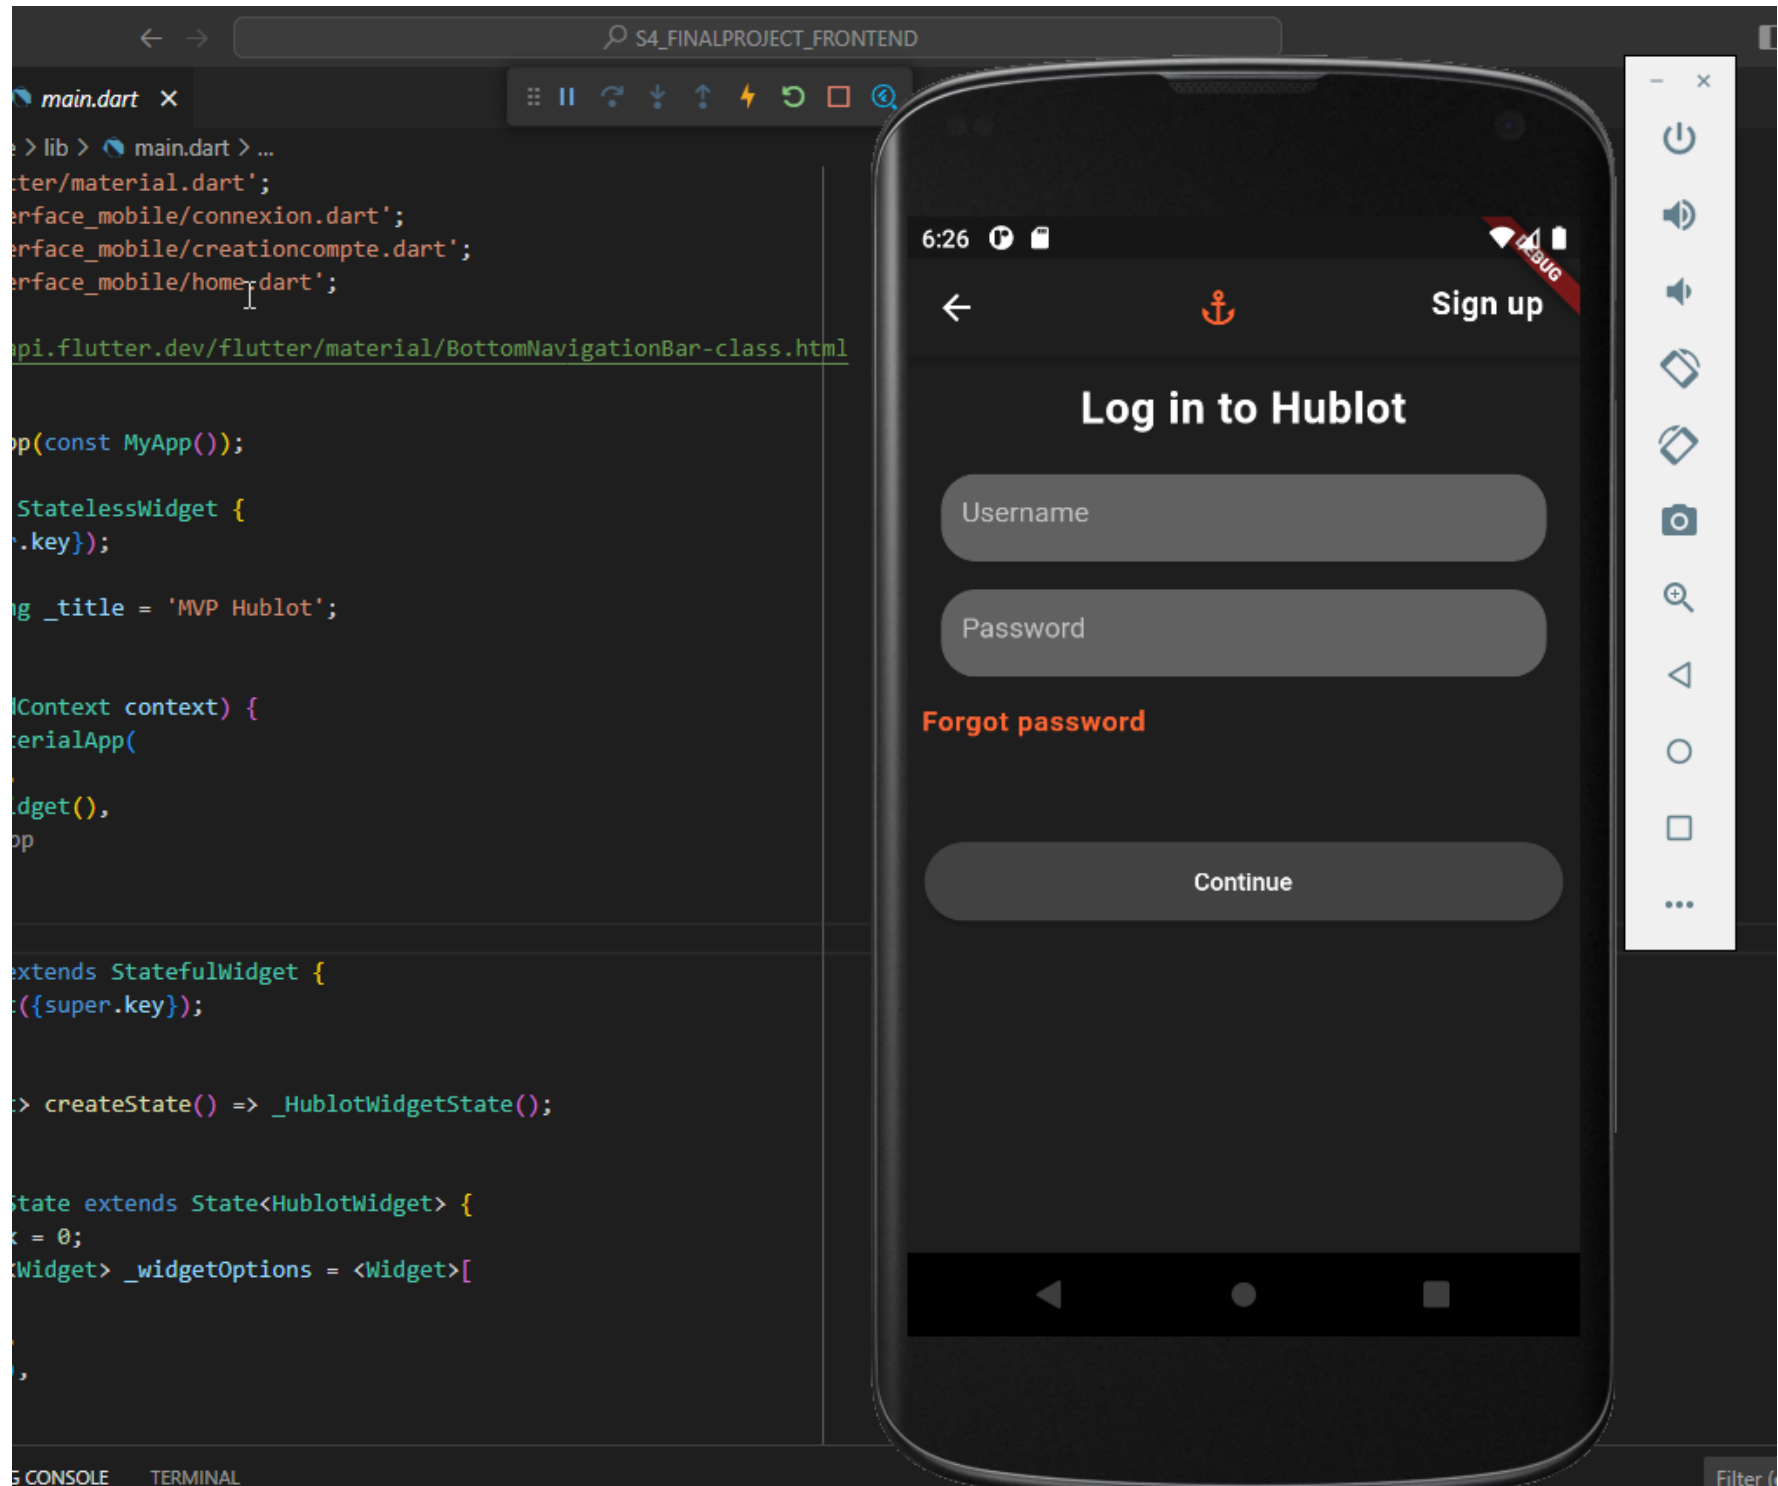 S4_FINALPROJECT_FRONTEND
main.dart
> lib > main.dart > ...
tter/material.dart';
erface_mobile/connexion.dart';
erface_mobile/creationcompte.dart';
erface_mobile/home.dart';
api.flutter.dev/flutter/material/BottomNavigationBar-class.html
pp(const MyApp());
StatelessWidget {
r.key});
ng _title = 'MVP Hublot';
dContext context) {
terialApp(
idget(),
pp
extends StatefulWidget {
t({super.key});
t> createState() => _HublotWidgetState();
State extends State<HublotWidget> {
x = 0;
<Widget> _widgetOptions = <Widget>[
,
G CONSOLE TERMINAL
Filter (e
6:26
DEBUG
Sign up
Log in to Hublot
Username
Password
Forgot password
Continue